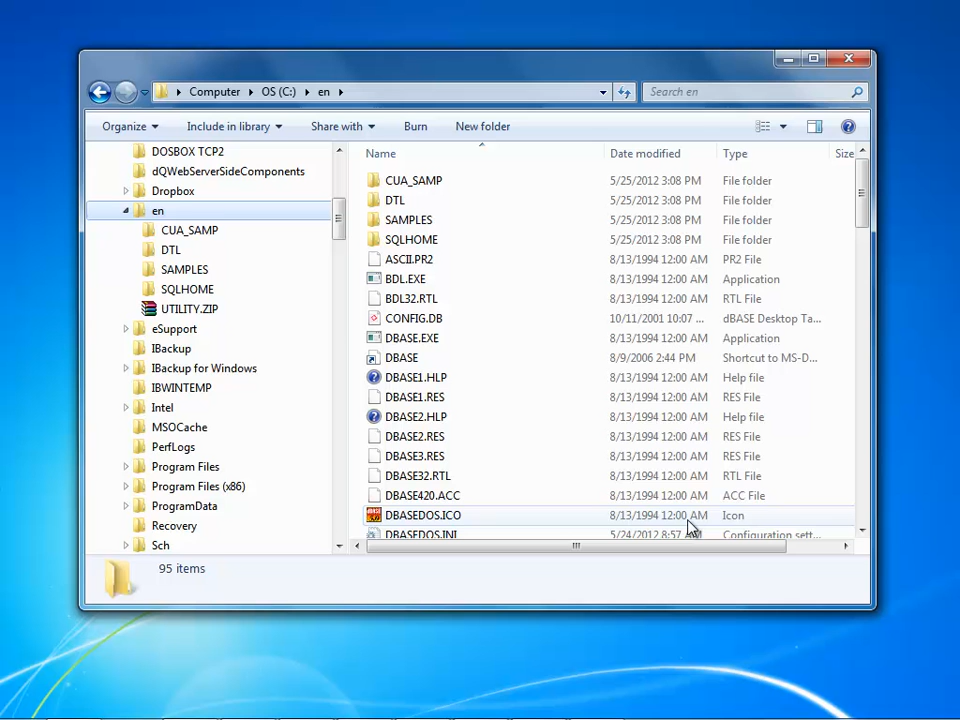 Computer OS (C:) en Search en
Organize Include in library Share with Burn New folder
DOSBOX TCP2
dQWebServerSideComponents
Dropbox
en
CUA_SAMP
DTL
SAMPLES
SQLHOME
UTILITY.ZIP
eSupport
IBackup
IBackup for Windows
IBWINTEMP
Intel
MSOCache
PerfLogs
Program Files
Program Files (x86)
ProgramData
Recovery
Sch
Name Date modified Type Size
CUA_SAMP 5/25/2012 3:08 PM File folder
DTL 5/25/2012 3:08 PM File folder
SAMPLES 5/25/2012 3:08 PM File folder
SQLHOME 5/25/2012 3:08 PM File folder
ASCII.PR2 8/13/1994 12:00 AM PR2 File
BDL.EXE 8/13/1994 12:00 AM Application
BDL32.RTL 8/13/1994 12:00 AM RTL File
CONFIG.DB 10/11/2001 10:07 ... dBASE Desktop Ta...
DBASE.EXE 8/13/1994 12:00 AM Application
DBASE 8/9/2006 2:44 PM Shortcut to MS-D...
DBASE1.HLP 8/13/1994 12:00 AM Help file
DBASE1.RES 8/13/1994 12:00 AM RES File
DBASE2.HLP 8/13/1994 12:00 AM Help file
DBASE2.RES 8/13/1994 12:00 AM RES File
DBASE3.RES 8/13/1994 12:00 AM RES File
DBASE32.RTL 8/13/1994 12:00 AM RTL File
DBASE420.ACC 8/13/1994 12:00 AM ACC File
DBASEDOS.ICO 8/13/1994 12:00 AM Icon
DBASEDOS.INI 5/24/2012 8:57 AM Configuration sett...
95 items